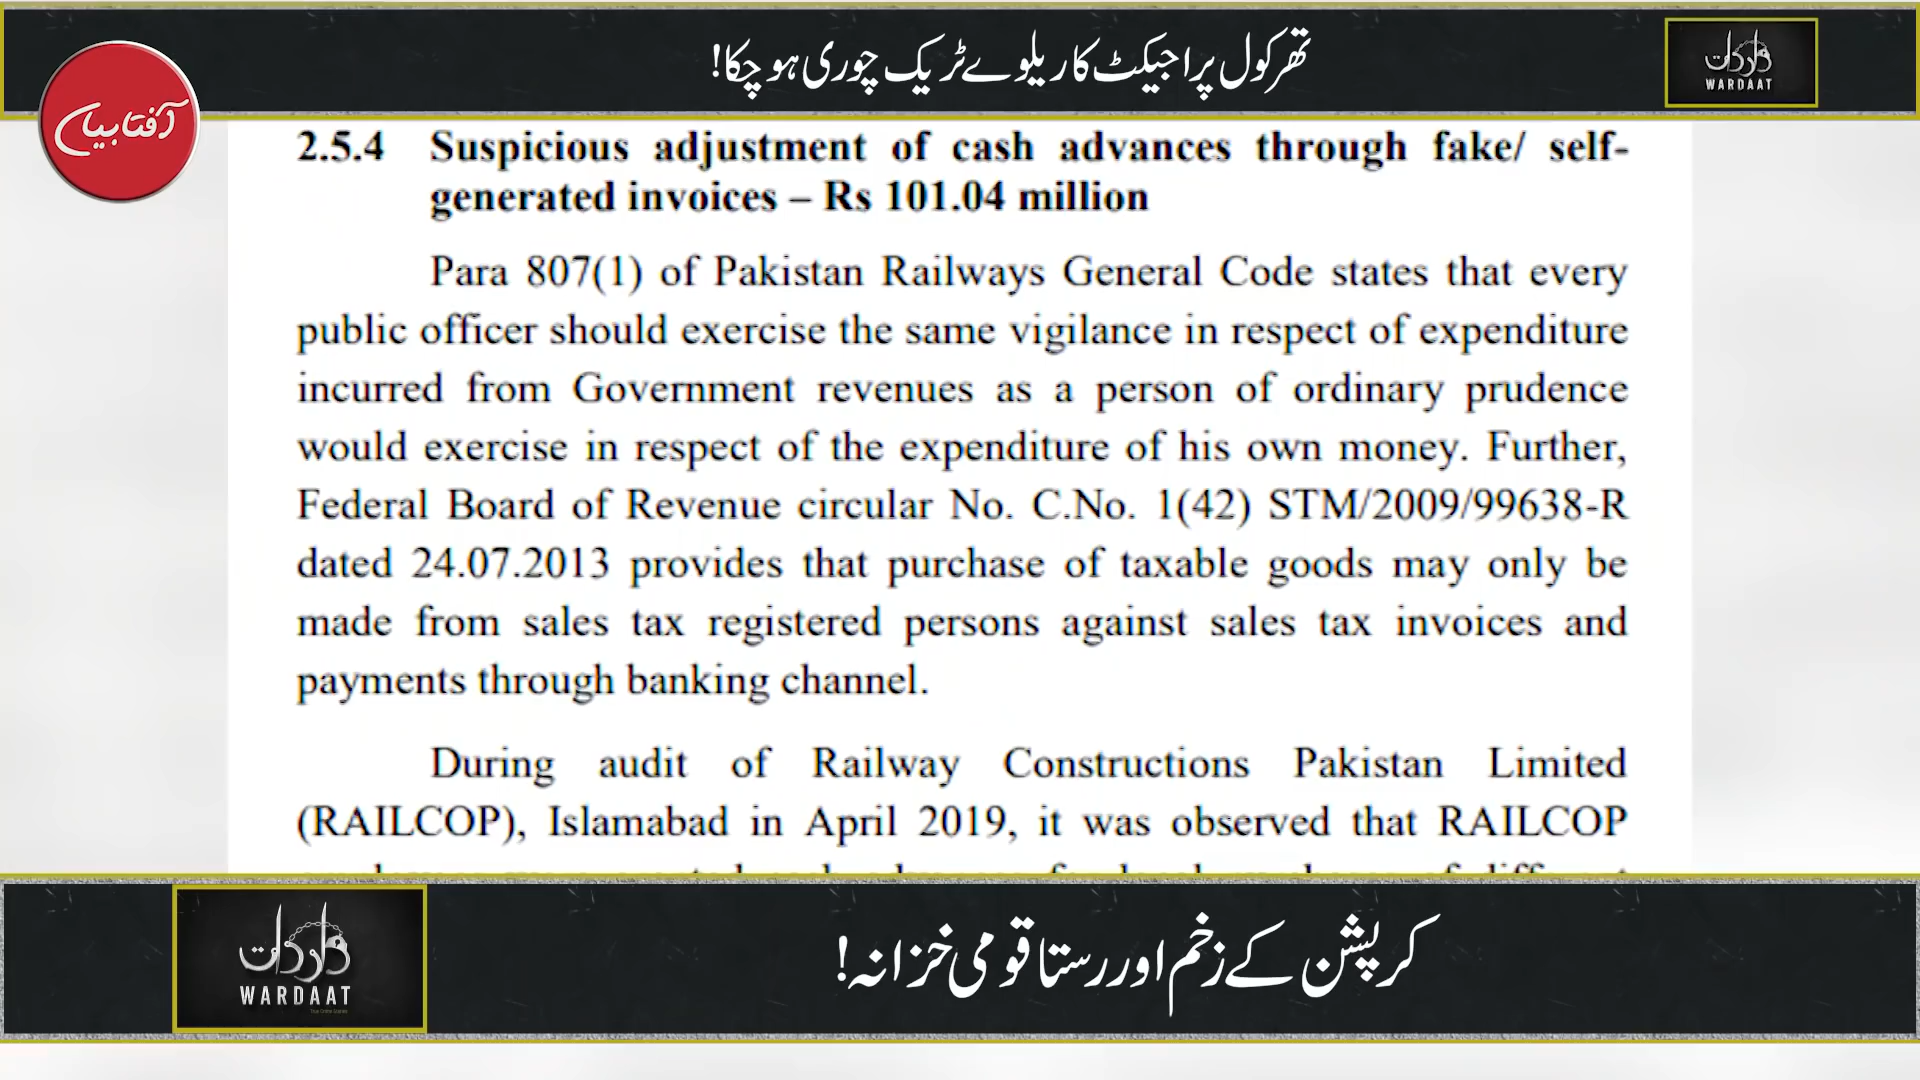 تھر کول پراجیکٹ کا ریلوے ٹریک چوری ہو چکا!
واردات
WARDAAT
آفتابیاں
2.5.4 Suspicious adjustment of cash advances through fake/ self-
generated invoices – Rs 101.04 million
Para 807(1) of Pakistan Railways General Code states that every
public officer should exercise the same vigilance in respect of expenditure
incurred from Government revenues as a person of ordinary prudence
would exercise in respect of the expenditure of his own money. Further,
Federal Board of Revenue circular No. C.No. 1(42) STM/2009/99638-R
dated 24.07.2013 provides that purchase of taxable goods may only be
made from sales tax registered persons against sales tax invoices and
payments through banking channel.
During audit of Railway Constructions Pakistan Limited
(RAILCOP), Islamabad in April 2019, it was observed that RAILCOP
واردات
WARDAAT
کرپشن کے زخم اور رستا قومی خزانہ!